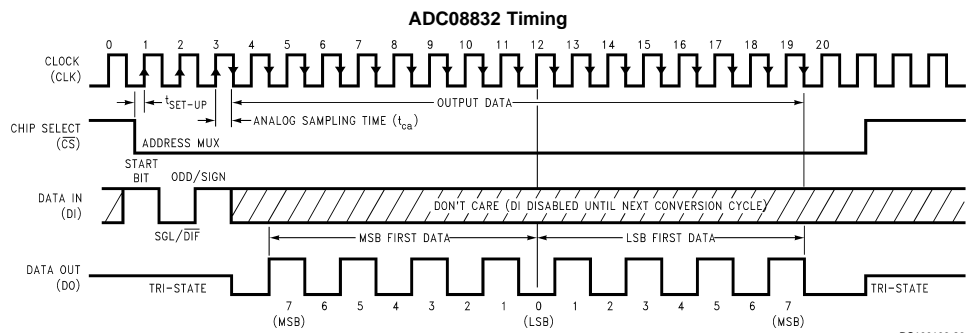 ADC08832 Timing
0 1 2 3 4 5 6 7 8 9 10 11 12 13 14 15 16 17 18 19 20
CLOCK
(CLK)
tSET-UP
OUTPUT DATA
ANALOG SAMPLING TIME (tca)
CHIP SELECT
(C̅S̅)
ADDRESS MUX
START
BIT
ODD/SIGN
DATA IN
(DI)
DON'T CARE (DI DISABLED UNTIL NEXT CONVERSION CYCLE)
SGL/D̅I̅F̅
MSB FIRST DATA
LSB FIRST DATA
DATA OUT
(DO)
TRI-STATE
TRI-STATE
7 6 5 4 3 2 1 0 1 2 3 4 5 6 7
(MSB) (LSB) (MSB)